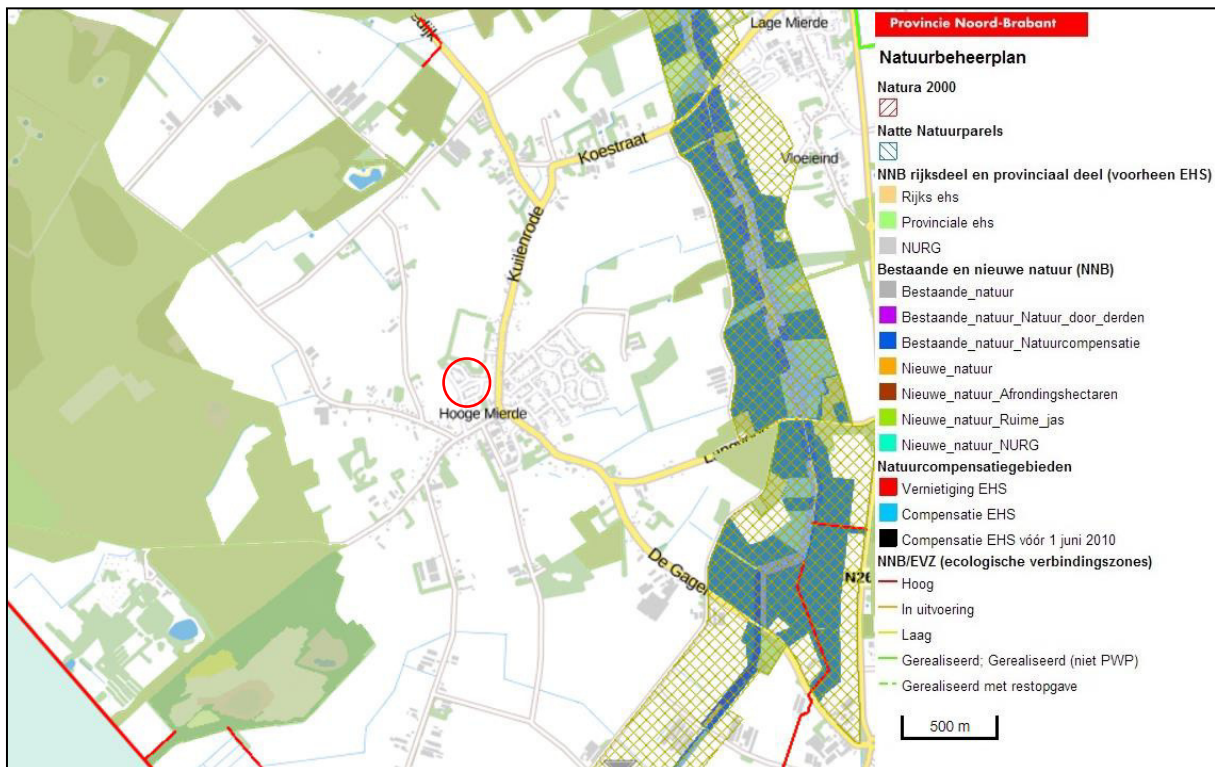 edijk
Lage Mierde
Koestraat
Vloeieind
Kuilenrode
Hooge Mierde
De Gagel
N26
Provincie Noord-Brabant
Natuurbeheerplan
Natura 2000
Natte Natuurparels
NNB rijksdeel en provinciaal deel (voorheen EHS)
Rijks ehs
Provinciale ehs
NURG
Bestaande en nieuwe natuur (NNB)
Bestaande_natuur
Bestaande_natuur_Natuur_door_derden
Bestaande_natuur_Natuurcompensatie
Nieuwe_natuur
Nieuwe_natuur_Afrondingshectaren
Nieuwe_natuur_Ruime_jas
Nieuwe_natuur_NURG
Natuurcompensatiegebieden
Vernietiging EHS
Compensatie EHS
Compensatie EHS vóór 1 juni 2010
NNB/EVZ (ecologische verbindingszones)
Hoog
In uitvoering
Laag
Gerealiseerd; Gerealiseerd (niet PWP)
Gerealiseerd met restopgave
500 m